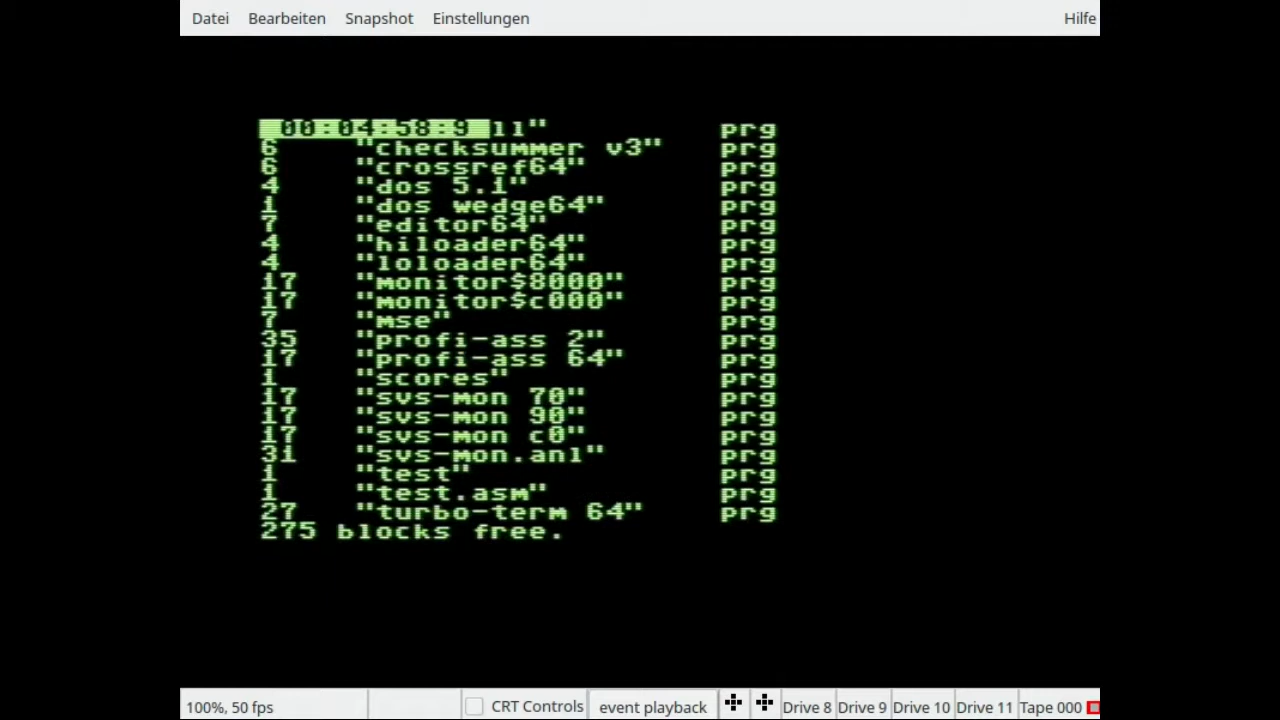 Datei Bearbeiten Snapshot Einstellungen Hilfe
00:04:58:9 ll" prg
6 "checksummer v3" prg
6 "crossref64" prg
4 "dos 5.1" prg
1 "dos wedge64" prg
7 "editor64" prg
4 "hiloader64" prg
4 "loloader64" prg
17 "monitor$8000" prg
17 "monitor$c000" prg
7 "mse" prg
35 "profi-ass 2" prg
17 "profi-ass 64" prg
1 "scores" prg
17 "svs-mon 70" prg
17 "svs-mon 90" prg
17 "svs-mon c0" prg
31 "svs-mon.anl" prg
1 "test" prg
1 "test.asm" prg
27 "turbo-term 64" prg
275 blocks free.
100%, 50 fps CRT Controls event playback Drive 8 Drive 9 Drive 10 Drive 11 Tape 000